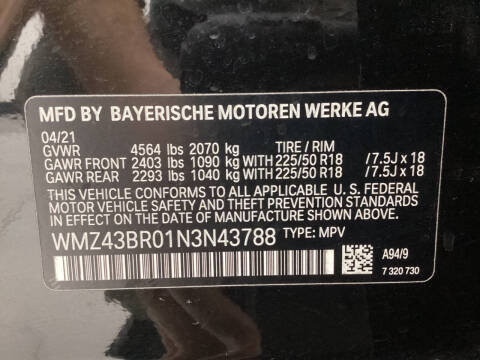 MFD BY BAYERISCHE MOTOREN WERKE AG
04/21
GVWR 4564 lbs 2070 kg TIRE / RIM
GAWR FRONT 2403 lbs 1090 kg WITH 225/50 R18 / 7.5J x 18
GAWR REAR 2293 lbs 1040 kg WITH 225/50 R18 / 7.5J x 18
THIS VEHICLE CONFORMS TO ALL APPLICABLE U. S. FEDERAL
MOTOR VEHICLE SAFETY AND THEFT PREVENTION STANDARDS
IN EFFECT ON THE DATE OF MANUFACTURE SHOWN ABOVE.
WMZ43BR01N3N43788 TYPE: MPV
A94/9
7 320 730